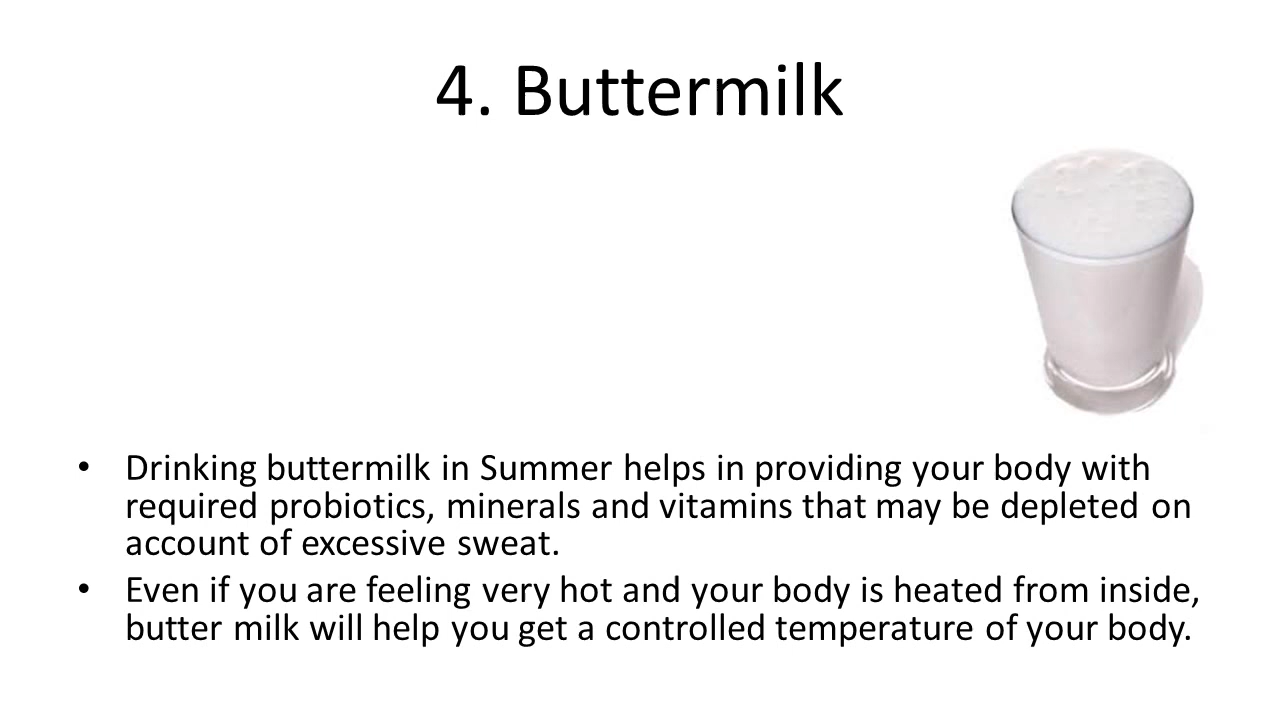 4. Buttermilk
• Drinking buttermilk in Summer helps in providing your body with
required probiotics, minerals and vitamins that may be depleted on
account of excessive sweat.
• Even if you are feeling very hot and your body is heated from inside,
butter milk will help you get a controlled temperature of your body.